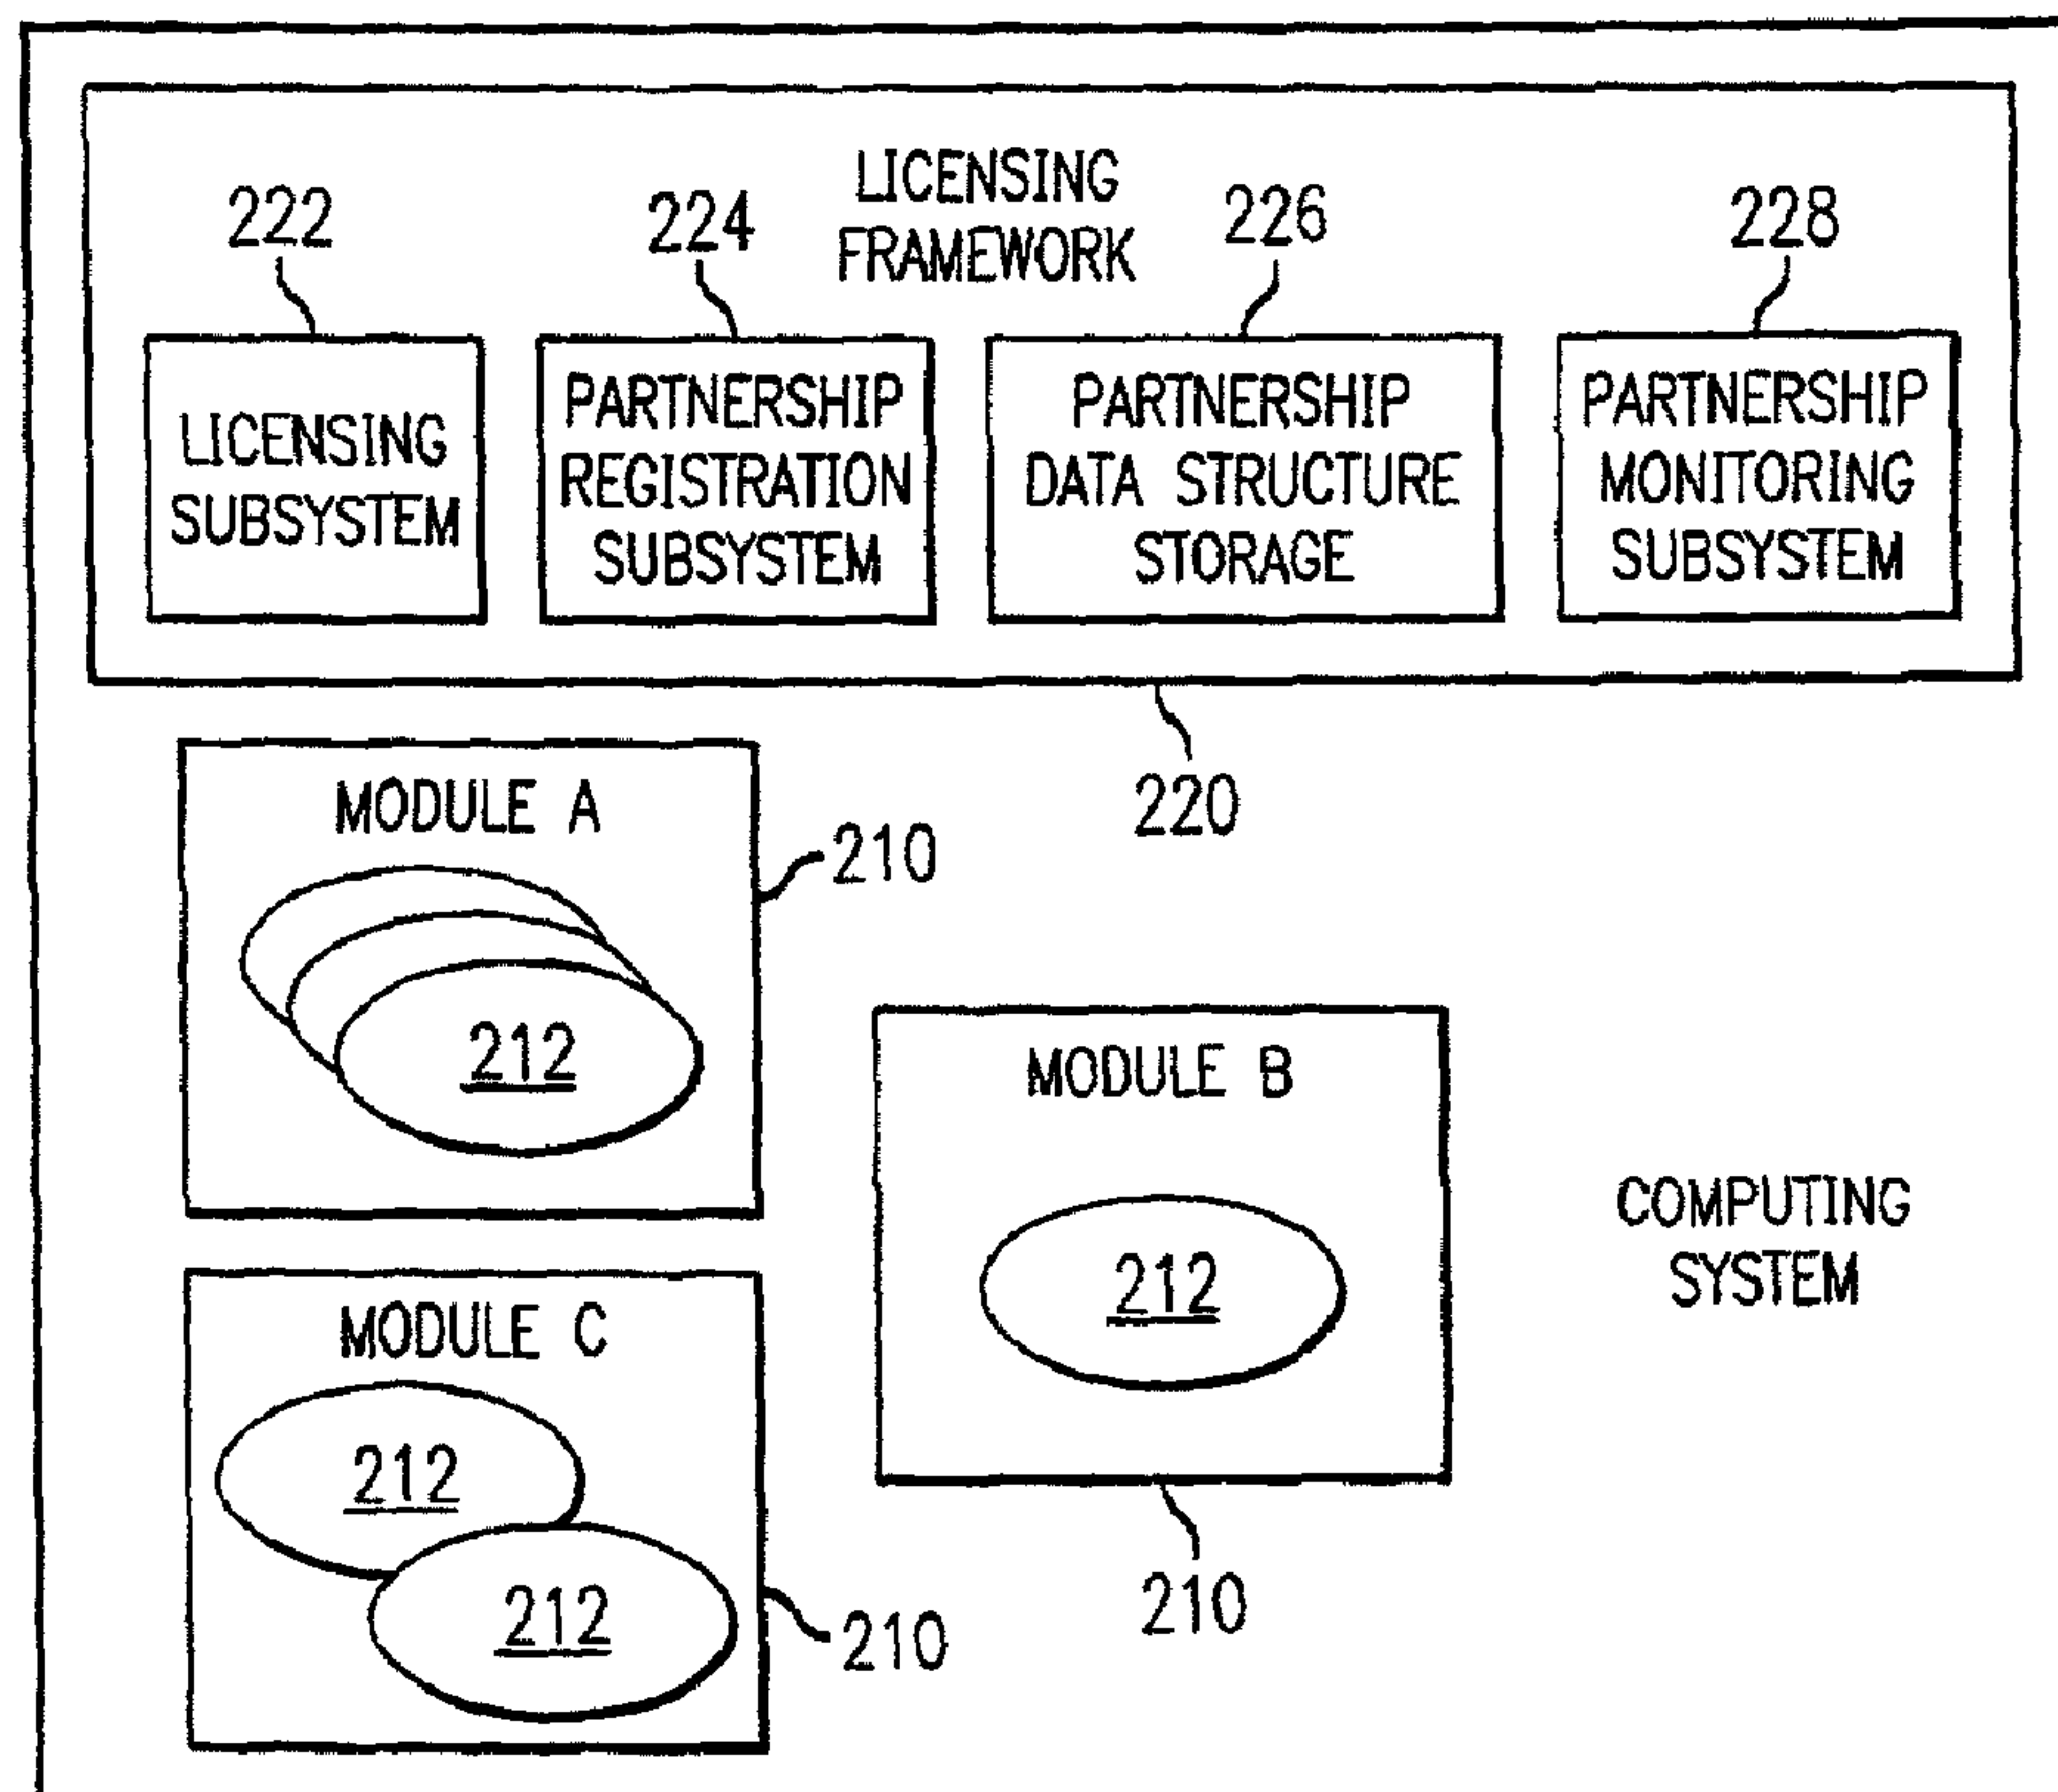 LICENSING
FRAMEWORK
222
224
226
228
LICENSING
SUBSYSTEM
PARTNERSHIP
REGISTRATION
SUBSYSTEM
PARTNERSHIP
DATA STRUCTURE
STORAGE
PARTNERSHIP
MONITORING
SUBSYSTEM
220
MODULE A
210
212
MODULE B
212
210
COMPUTING
SYSTEM
MODULE C
212
212
210